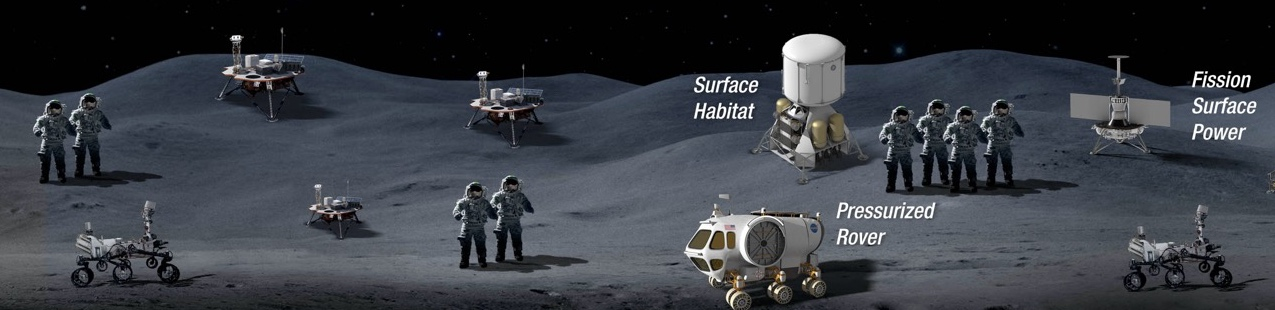 Surface
Habitat
Fission
Surface
Power
Pressurized
Rover